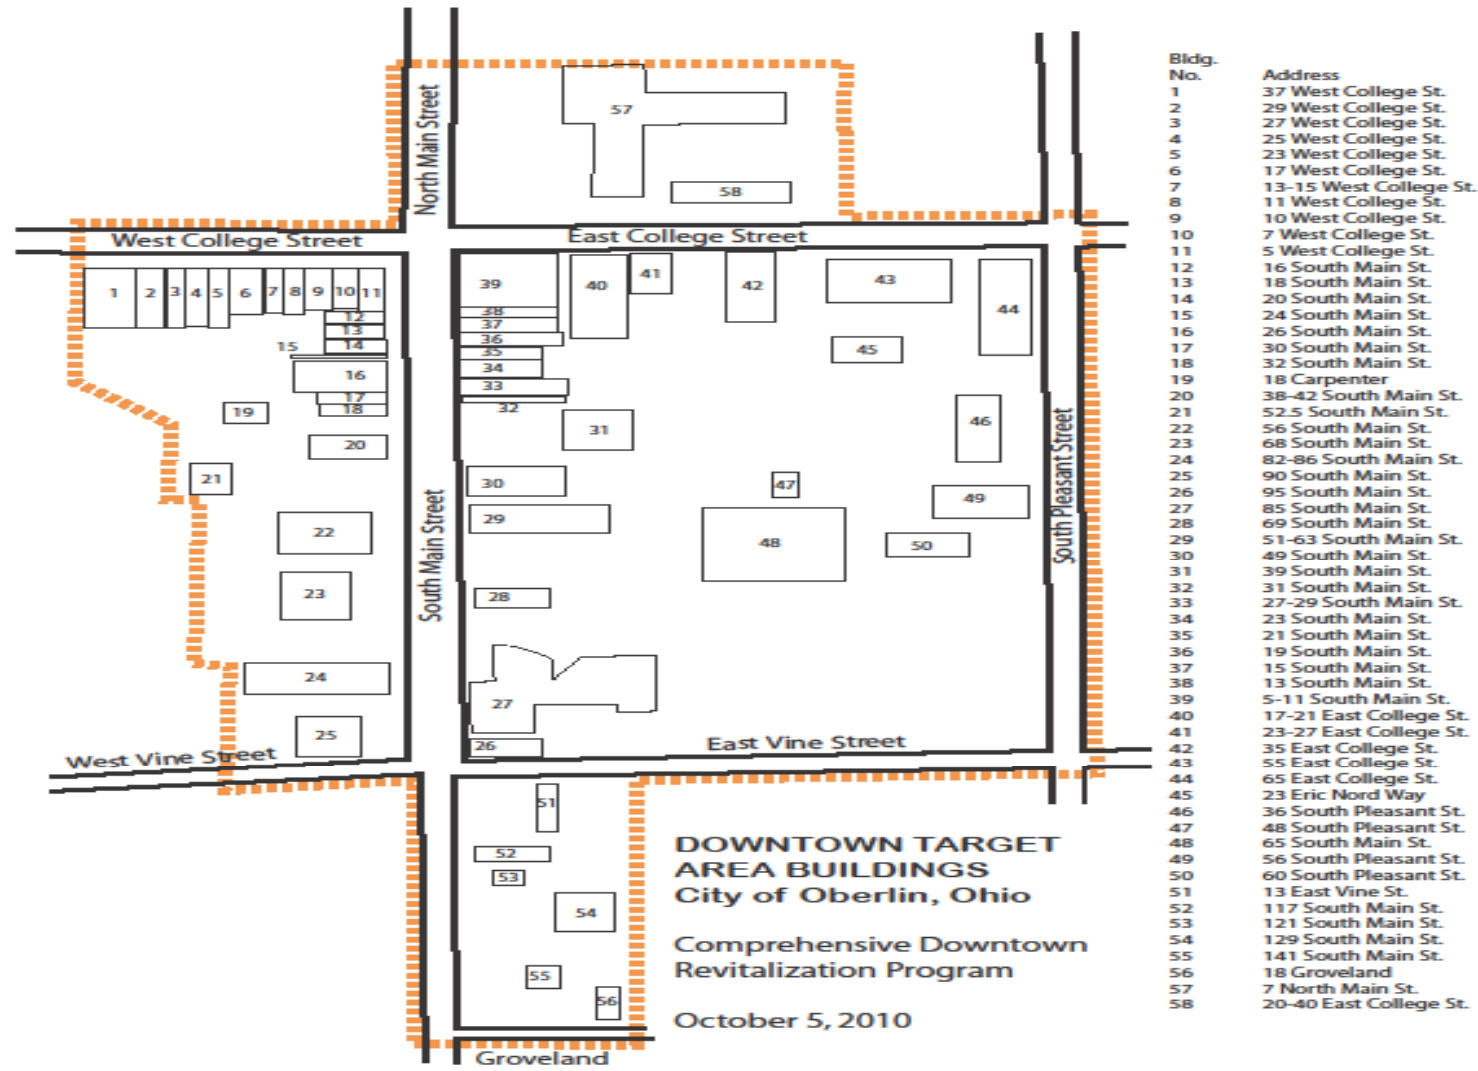 57
58
North Main Street
West College Street
East College Street
1 2 3 4 5 6 7 8 9 10 11
12
13
14
15
16
17
18
19
20
21
22
23
24
25
39
38
37
36
35
34
33
32
31
30
29
28
27
26
40
41
42
43
44
45
46
47
48
49
50
South Main Street
South Pleasant Street
West Vine Street
East Vine Street
51
52
53
54
55
56
Groveland
DOWNTOWN TARGET
AREA BUILDINGS
City of Oberlin, Ohio
Comprehensive Downtown
Revitalization Program
October 5, 2010
Bldg.
No. Address
1 37 West College St.
2 29 West College St.
3 27 West College St.
4 25 West College St.
5 23 West College St.
6 17 West College St.
7 13-15 West College St.
8 11 West College St.
9 10 West College St.
10 7 West College St.
11 5 West College St.
12 16 South Main St.
13 18 South Main St.
14 20 South Main St.
15 24 South Main St.
16 26 South Main St.
17 30 South Main St.
18 32 South Main St.
19 18 Carpenter
20 38-42 South Main St.
21 52.5 South Main St.
22 56 South Main St.
23 68 South Main St.
24 82-86 South Main St.
25 90 South Main St.
26 95 South Main St.
27 85 South Main St.
28 69 South Main St.
29 51-63 South Main St.
30 49 South Main St.
31 39 South Main St.
32 31 South Main St.
33 27-29 South Main St.
34 23 South Main St.
35 21 South Main St.
36 19 South Main St.
37 15 South Main St.
38 13 South Main St.
39 5-11 South Main St.
40 17-21 East College St.
41 23-27 East College St.
42 35 East College St.
43 55 East College St.
44 65 East College St.
45 23 Eric Nord Way
46 36 South Pleasant St.
47 48 South Pleasant St.
48 65 South Main St.
49 56 South Pleasant St.
50 60 South Pleasant St.
51 13 East Vine St.
52 117 South Main St.
53 121 South Main St.
54 129 South Main St.
55 141 South Main St.
56 18 Groveland
57 7 North Main St.
58 20-40 East College St.